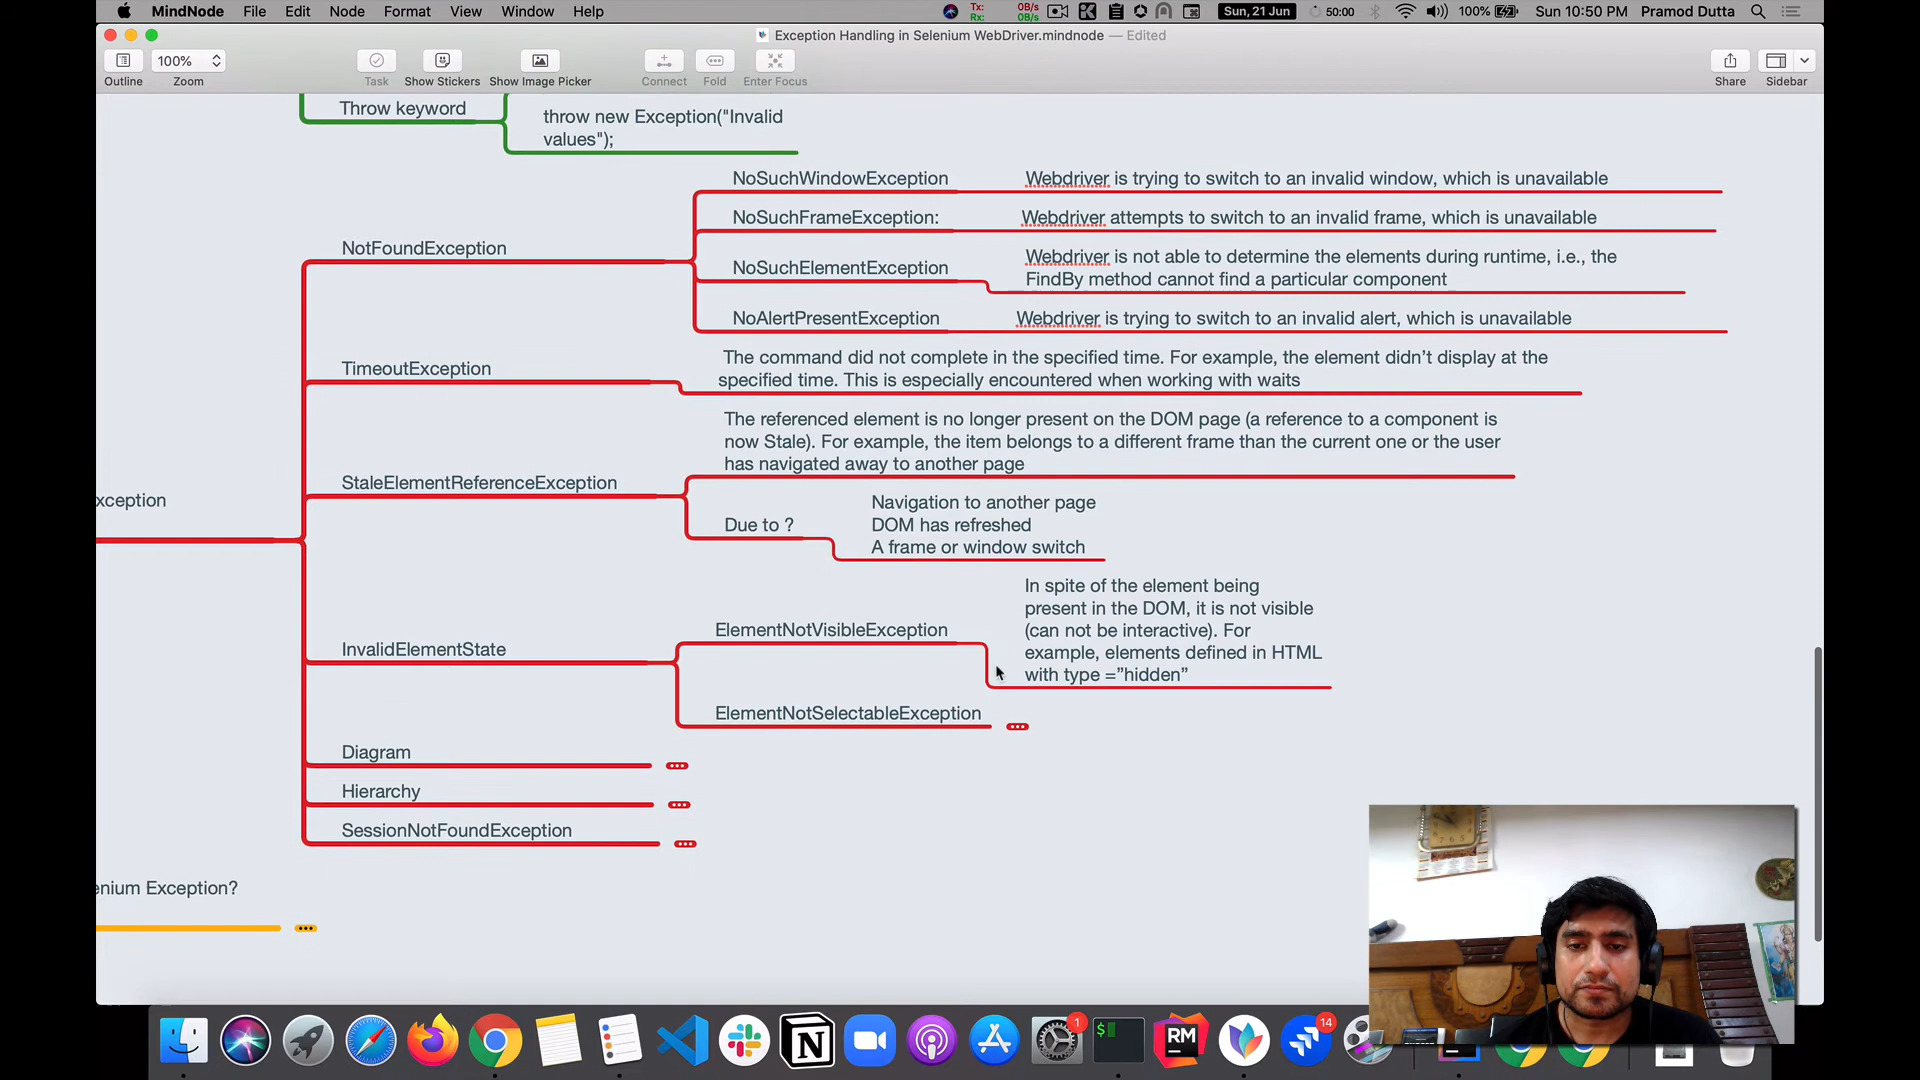 MindNode File Edit Node Format View Window Help
Tx: 0B/s
Rx: 0B/s
Sun, 21 Jun
50:00
100%
Sun 10:50 PM Pramod Dutta
Exception Handling in Selenium WebDriver.mindnode — Edited
100%
Outline Zoom Task Show Stickers Show Image Picker Connect Fold Enter Focus Share Sidebar
Throw keyword
throw new Exception("Invalid
values");
NotFoundException
NoSuchWindowException
Webdriver is trying to switch to an invalid window, which is unavailable
NoSuchFrameException:
Webdriver attempts to switch to an invalid frame, which is unavailable
NoSuchElementException
Webdriver is not able to determine the elements during runtime, i.e., the
FindBy method cannot find a particular component
NoAlertPresentException
Webdriver is trying to switch to an invalid alert, which is unavailable
TimeoutException
The command did not complete in the specified time. For example, the element didn’t display at the
specified time. This is especially encountered when working with waits
StaleElementReferenceException
The referenced element is no longer present on the DOM page (a reference to a component is
now Stale). For example, the item belongs to a different frame than the current one or the user
has navigated away to another page
Due to ?
Navigation to another page
DOM has refreshed
A frame or window switch
xception
InvalidElementState
ElementNotVisibleException
In spite of the element being
present in the DOM, it is not visible
(can not be interactive). For
example, elements defined in HTML
with type =”hidden”
ElementNotSelectableException
Diagram
Hierarchy
SessionNotFoundException
enium Exception?
1
$
RM
14